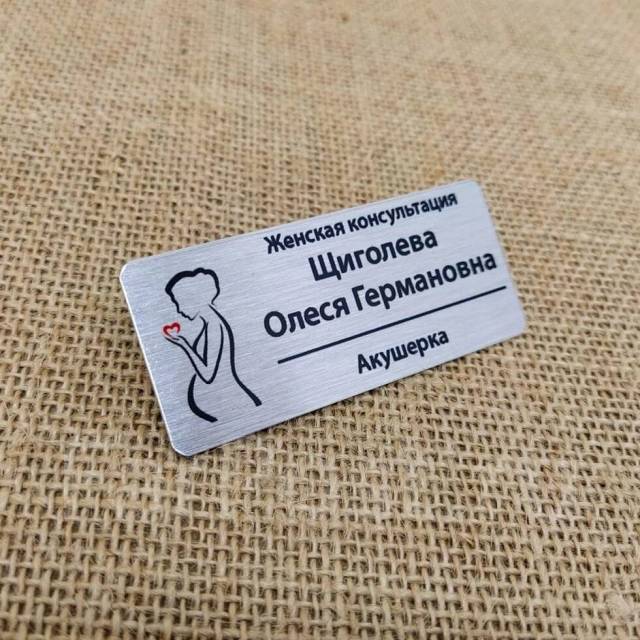 Женская консультация
Щиголева
Олеся Германовна
Акушерка